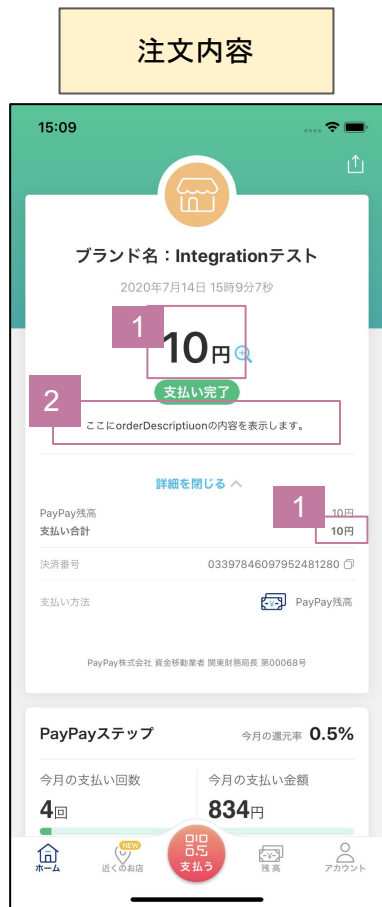 注文内容
15:09
ブランド名：Integrationテスト
2020年7月14日 15時9分7秒
1
10円
支払い完了
2
ここにorderDescriptiuonの内容を表示します。
詳細を閉じる
1
PayPay残高 10円
支払い合計 10円
決済番号 03397846097952481280
支払い方法 PayPay残高
PayPay株式会社 資金移動業者 関東財務局長 第00068号
PayPayステップ 今月の還元率 0.5%
今月の支払い回数 今月の支払い金額
4回 834円
NEW
ホーム 近くのお店 支払う 残高 アカウント